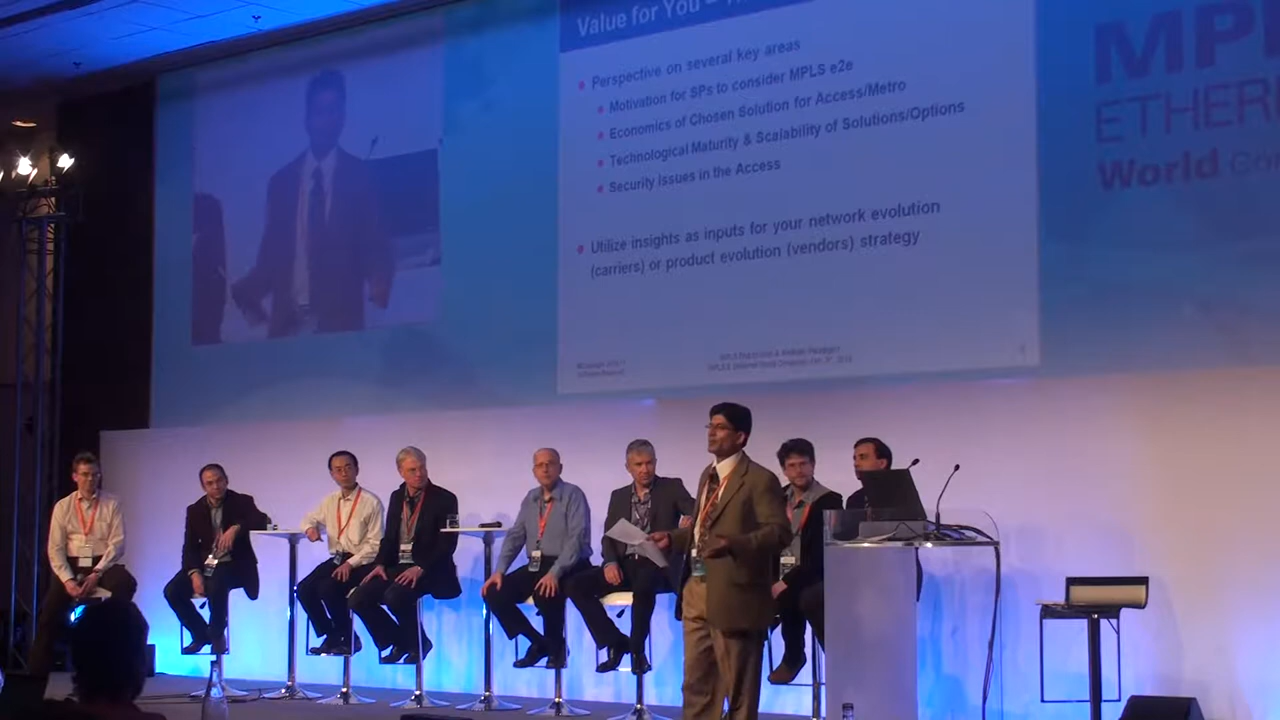 Value for You –
Perspective on several key areas
Motivation for SPs to consider MPLS e2e
Economics of Chosen Solution for Access/Metro
Technological Maturity & Scalability of Solutions/Options
Security Issues in the Access
Utilize insights as inputs for your network evolution
(carriers) or product evolution (vendors) strategy
MPL
ETHER
World